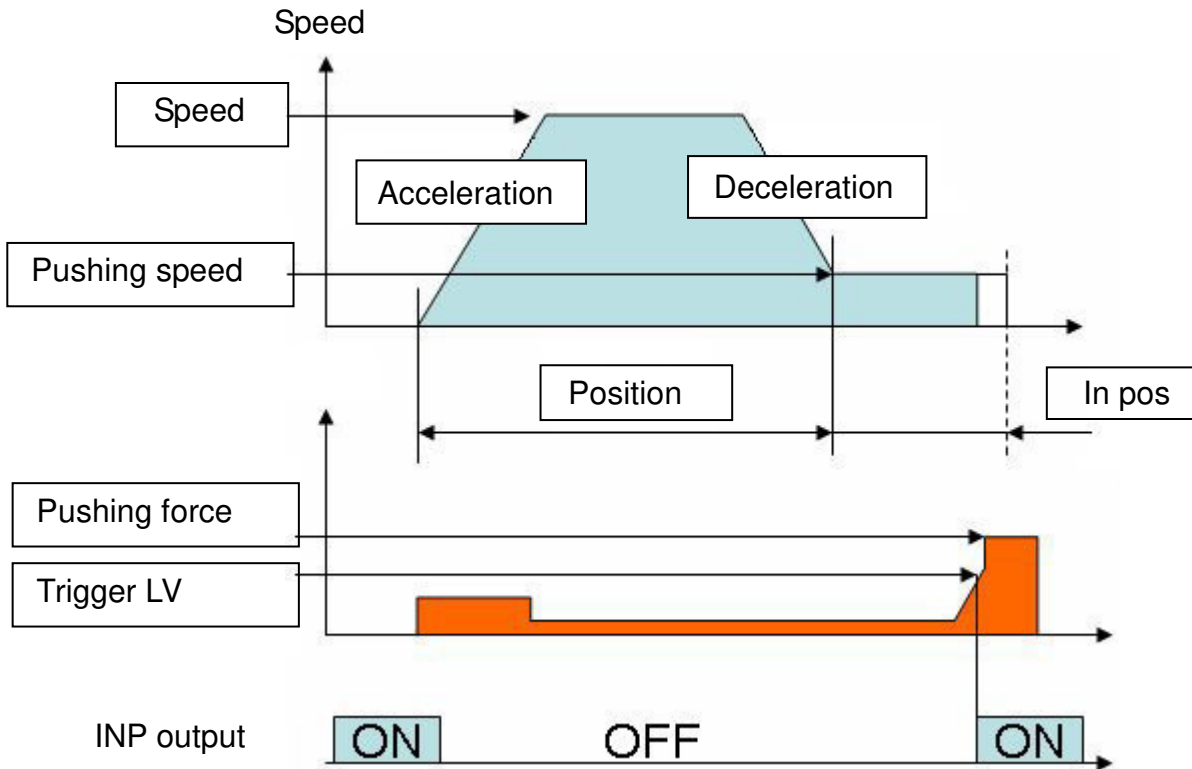 Speed
Speed
Acceleration
Deceleration
Pushing speed
Position
In pos
Pushing force
Trigger LV
INP output
ON
OFF
ON